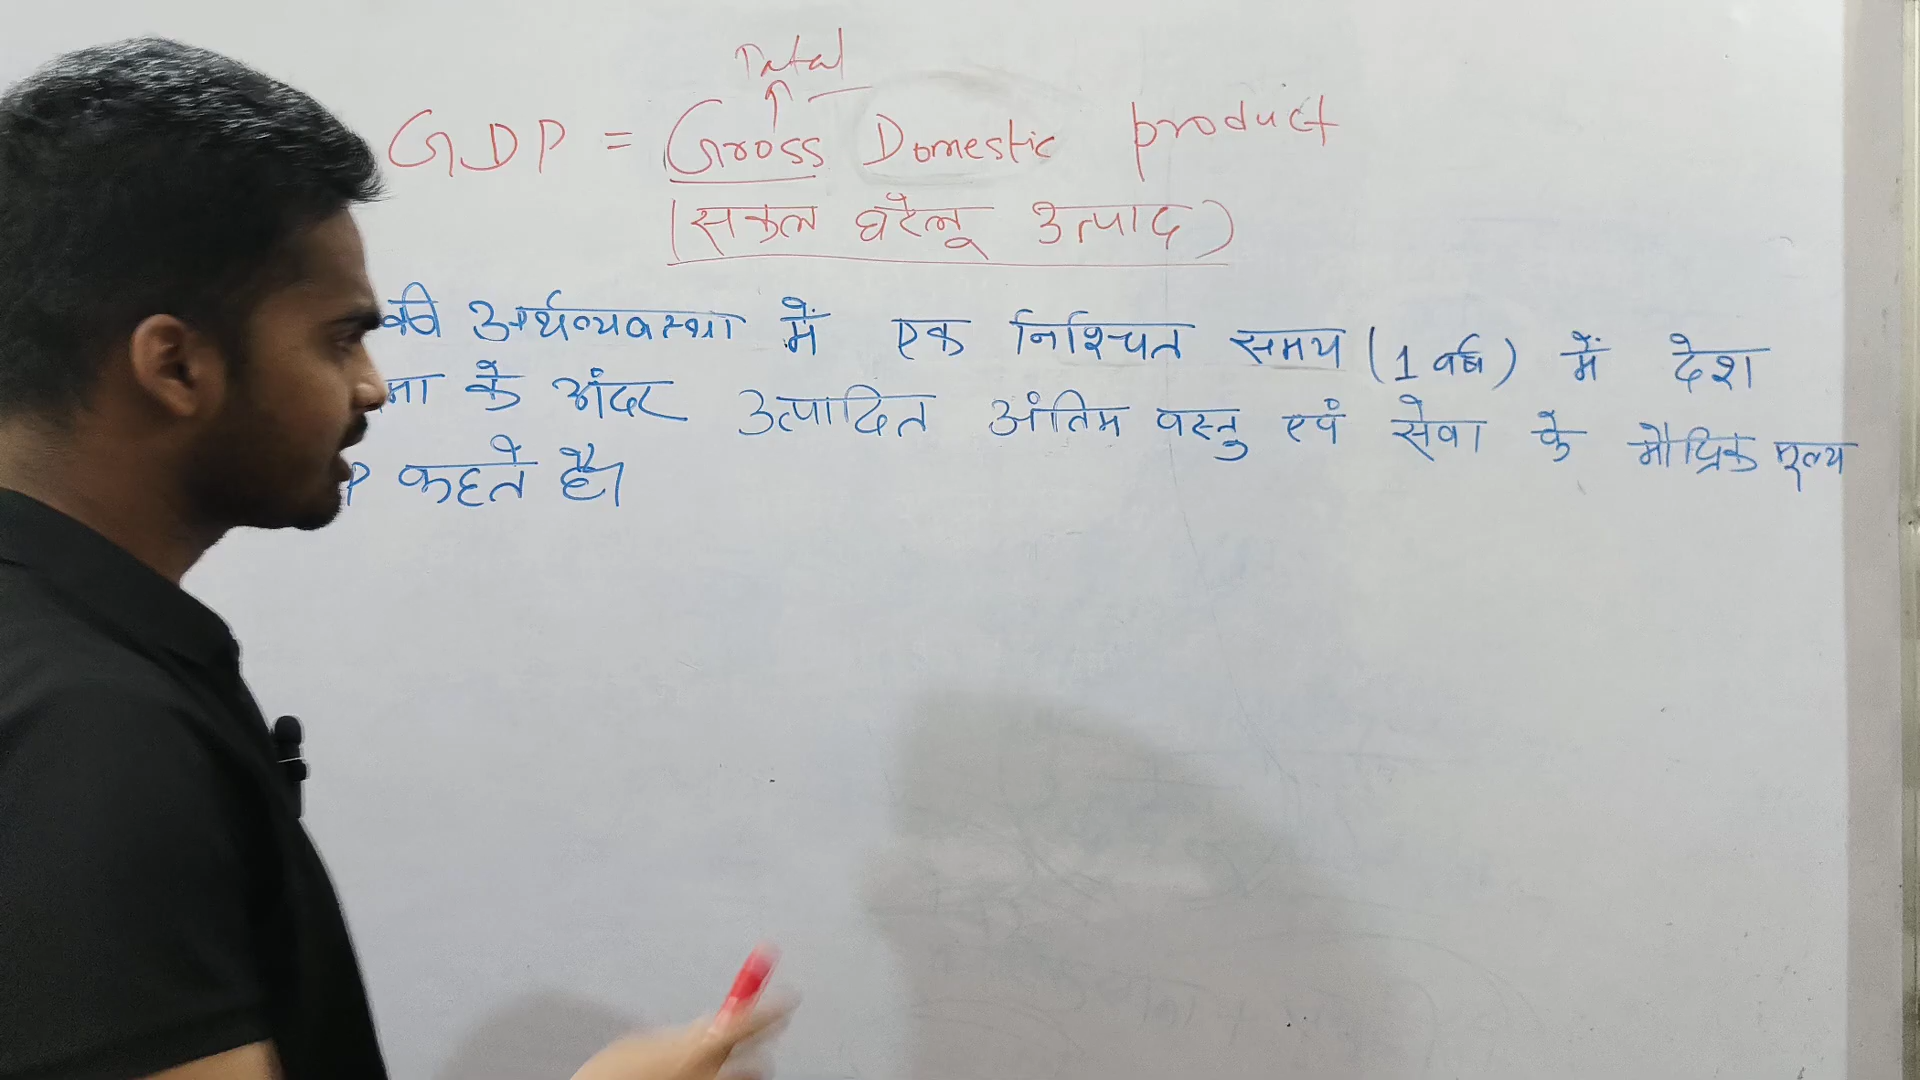 Total
GDP = Gross Domestic product
(सकल घरेलू उत्पाद)
की अर्थव्यवस्था में एक निश्चित समय (1 वर्ष) में देश
मा के अंदर उत्पादित अंतिम वस्तु एवं सेवा के मौद्रिक मूल्य
P कहते है।